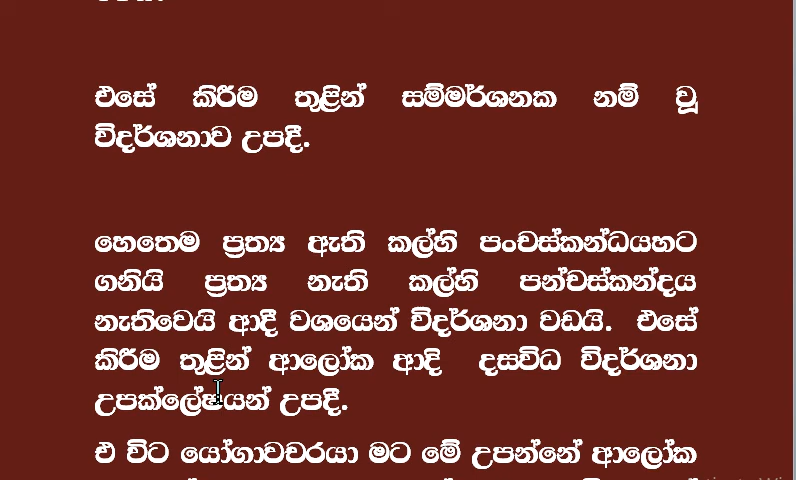 එසේ කිරීම තුළින් සම්මර්ශනක නම් වූ
විදර්ශනාව උපදී.
හෙතෙම ප්‍රත්‍ය ඇති කල්හි පංචස්කන්ධයහට
ගනියි ප්‍රත්‍ය නැති කල්හි පන්චස්කන්දය
නැතිවෙයි ආදී වශයෙන් විදර්ශනා වඩයි. එසේ
කිරීම තුළින් ආලෝක ආදි දසවිධ විදර්ශනා
උපක්ලේෂයන් උපදී.
එ විට යෝගාවචරයා මට මේ උපන්නේ ආලෝක